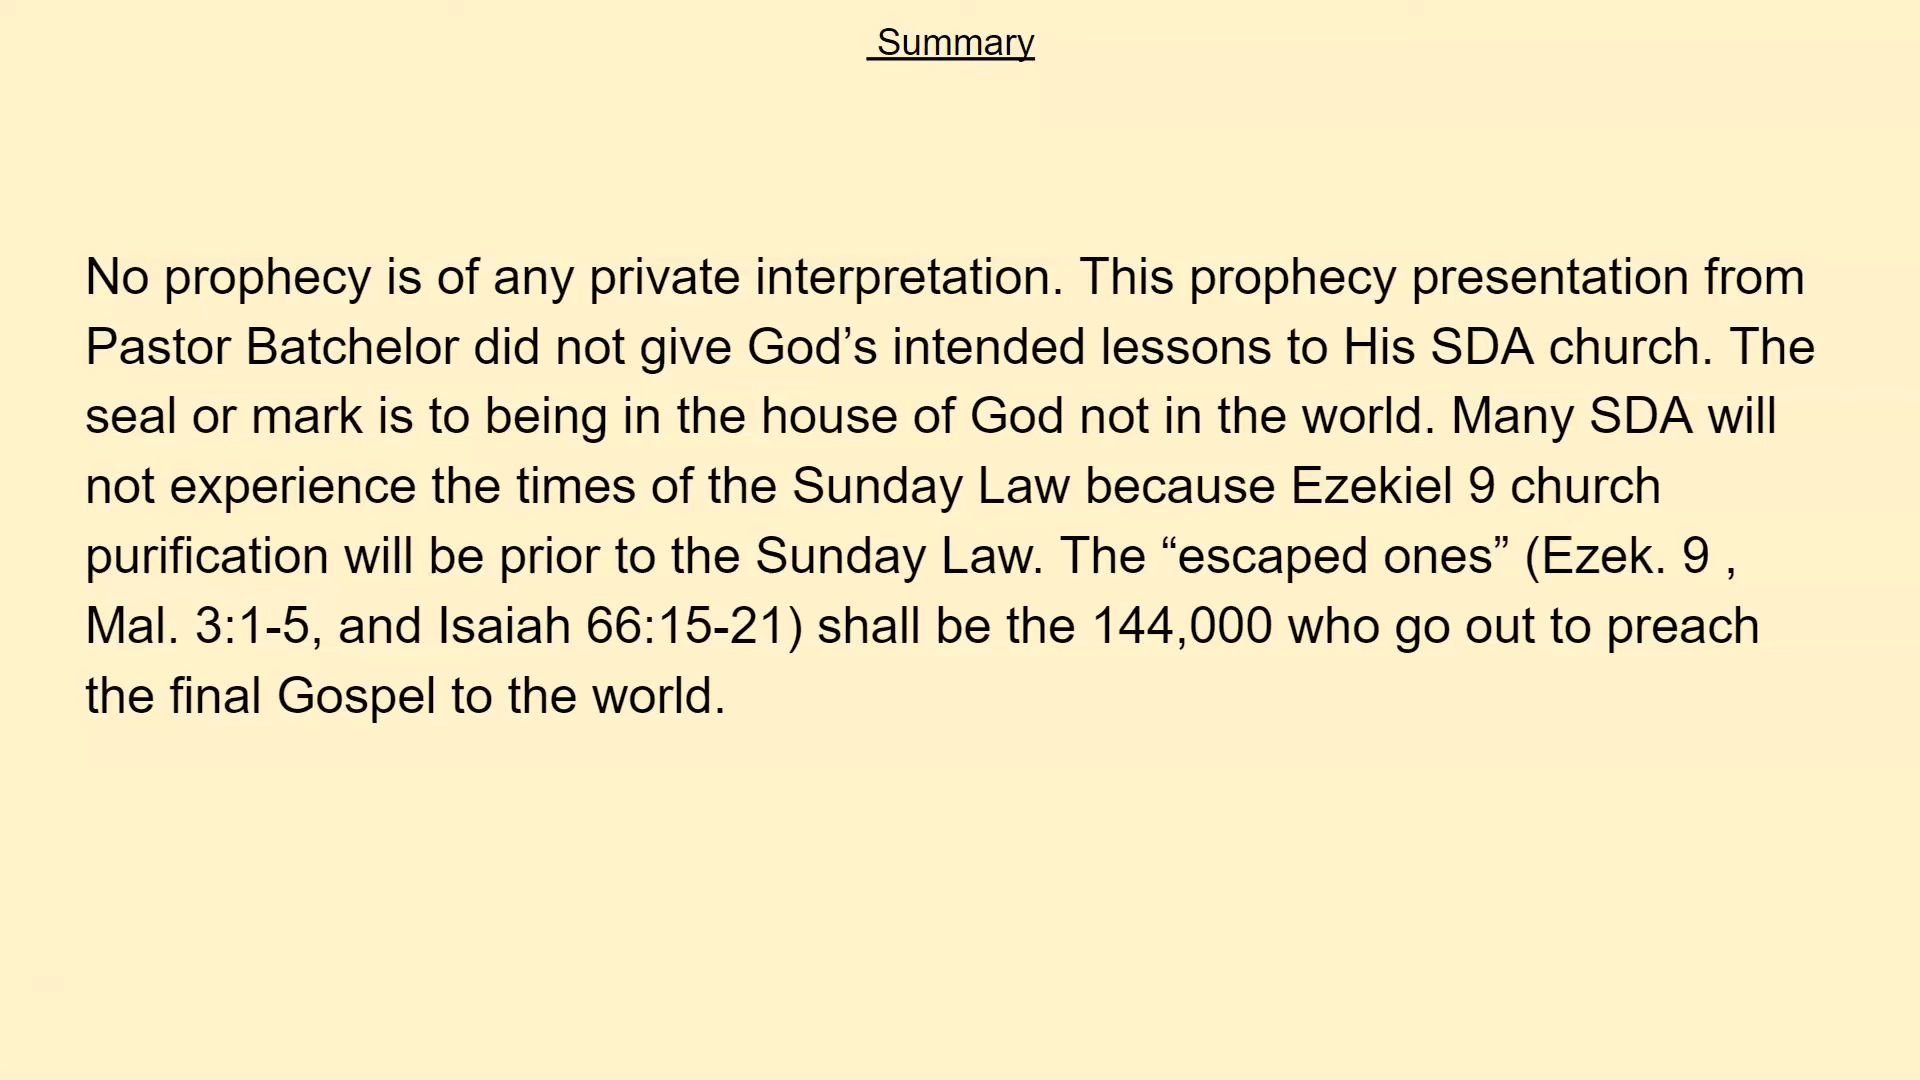 Summary
No prophecy is of any private interpretation. This prophecy presentation from
Pastor Batchelor did not give God’s intended lessons to His SDA church. The
seal or mark is to being in the house of God not in the world. Many SDA will
not experience the times of the Sunday Law because Ezekiel 9 church
purification will be prior to the Sunday Law. The “escaped ones” (Ezek. 9 ,
Mal. 3:1-5, and Isaiah 66:15-21) shall be the 144,000 who go out to preach
the final Gospel to the world.